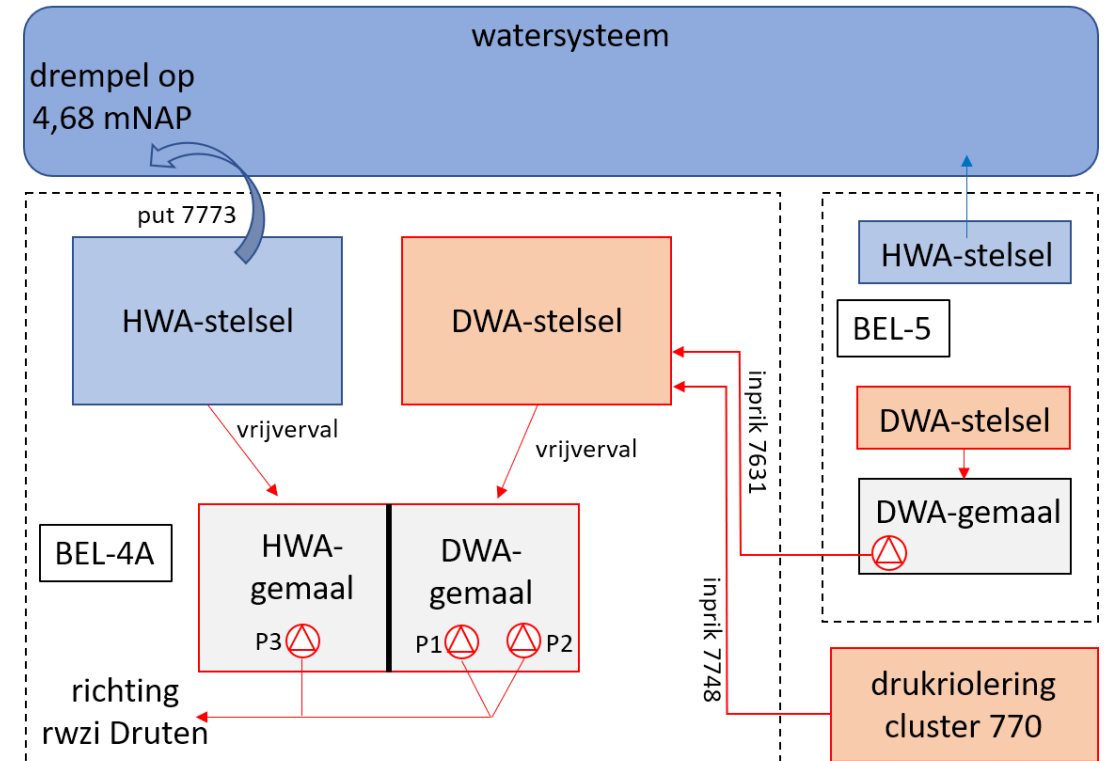 watersysteem
drempel op
4,68 mNAP
put 7773
HWA-stelsel
DWA-stelsel
vrijverval
vrijverval
BEL-4A
HWA-
gemaal
P3
DWA-
gemaal
P1
P2
richting
rwzi Druten
inprik 7631
inprik 7748
HWA-stelsel
BEL-5
DWA-stelsel
DWA-gemaal
drukriolering
cluster 770